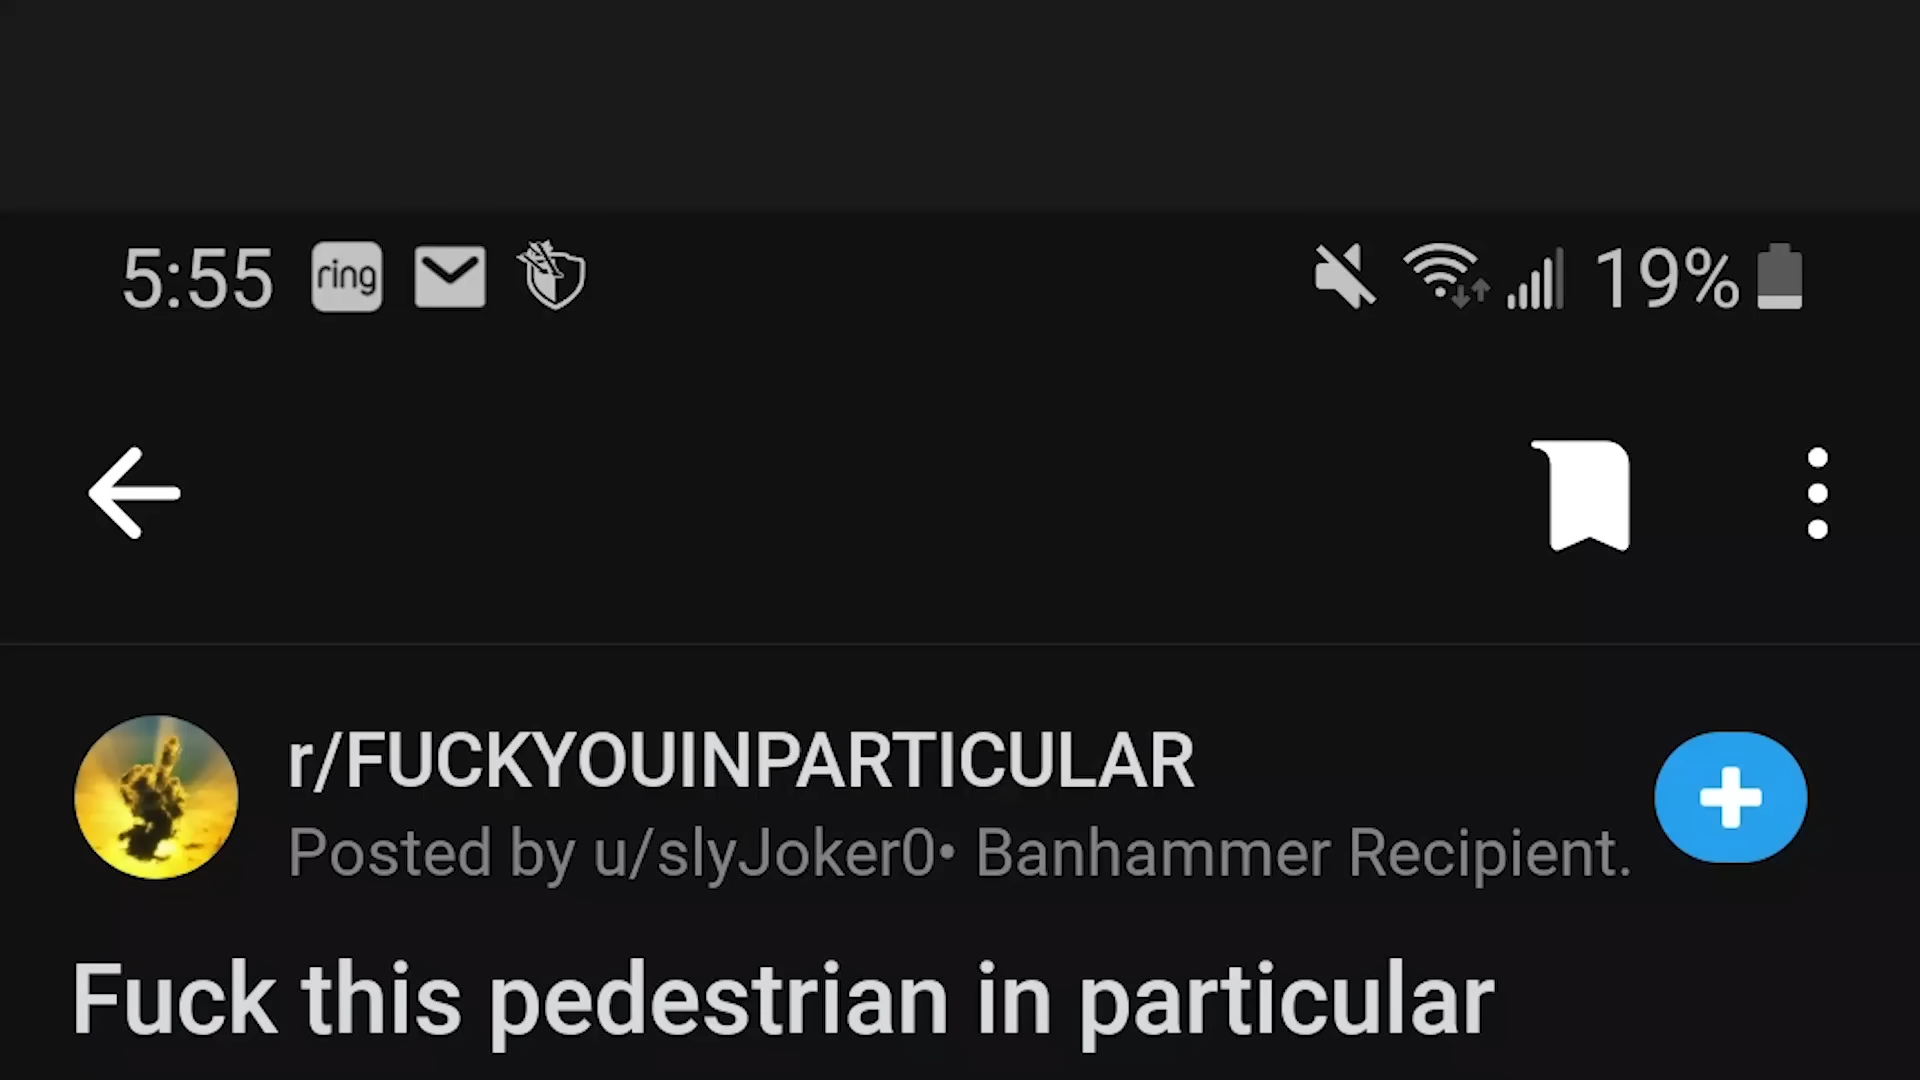 5:55 ring 19%
r/FUCKYOUINPARTICULAR
Posted by u/slyJoker0• Banhammer Recipient.
Fuck this pedestrian in particular